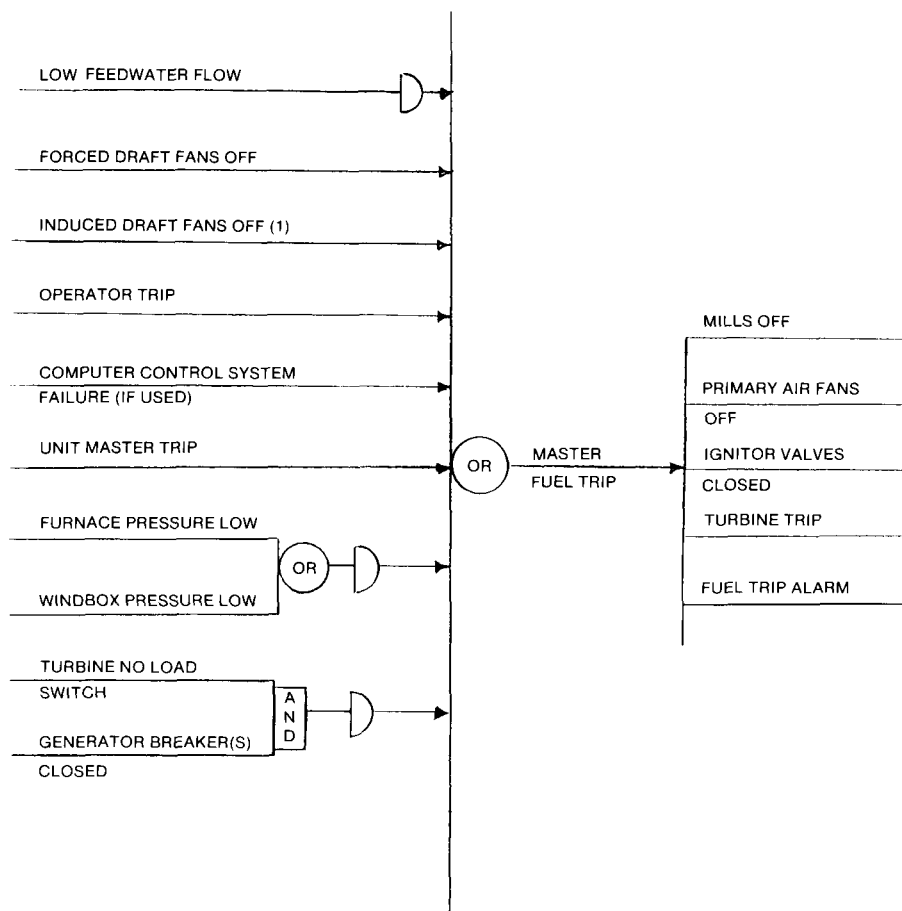 LOW FEEDWATER FLOW
FORCED DRAFT FANS OFF
INDUCED DRAFT FANS OFF (1)
OPERATOR TRIP
COMPUTER CONTROL SYSTEM
FAILURE (IF USED)
UNIT MASTER TRIP
FURNACE PRESSURE LOW
OR
WINDBOX PRESSURE LOW
TURBINE NO LOAD
SWITCH
AND
GENERATOR BREAKER(S)
CLOSED
OR
MASTER
FUEL TRIP
MILLS OFF
PRIMARY AIR FANS
OFF
IGNITOR VALVES
CLOSED
TURBINE TRIP
FUEL TRIP ALARM